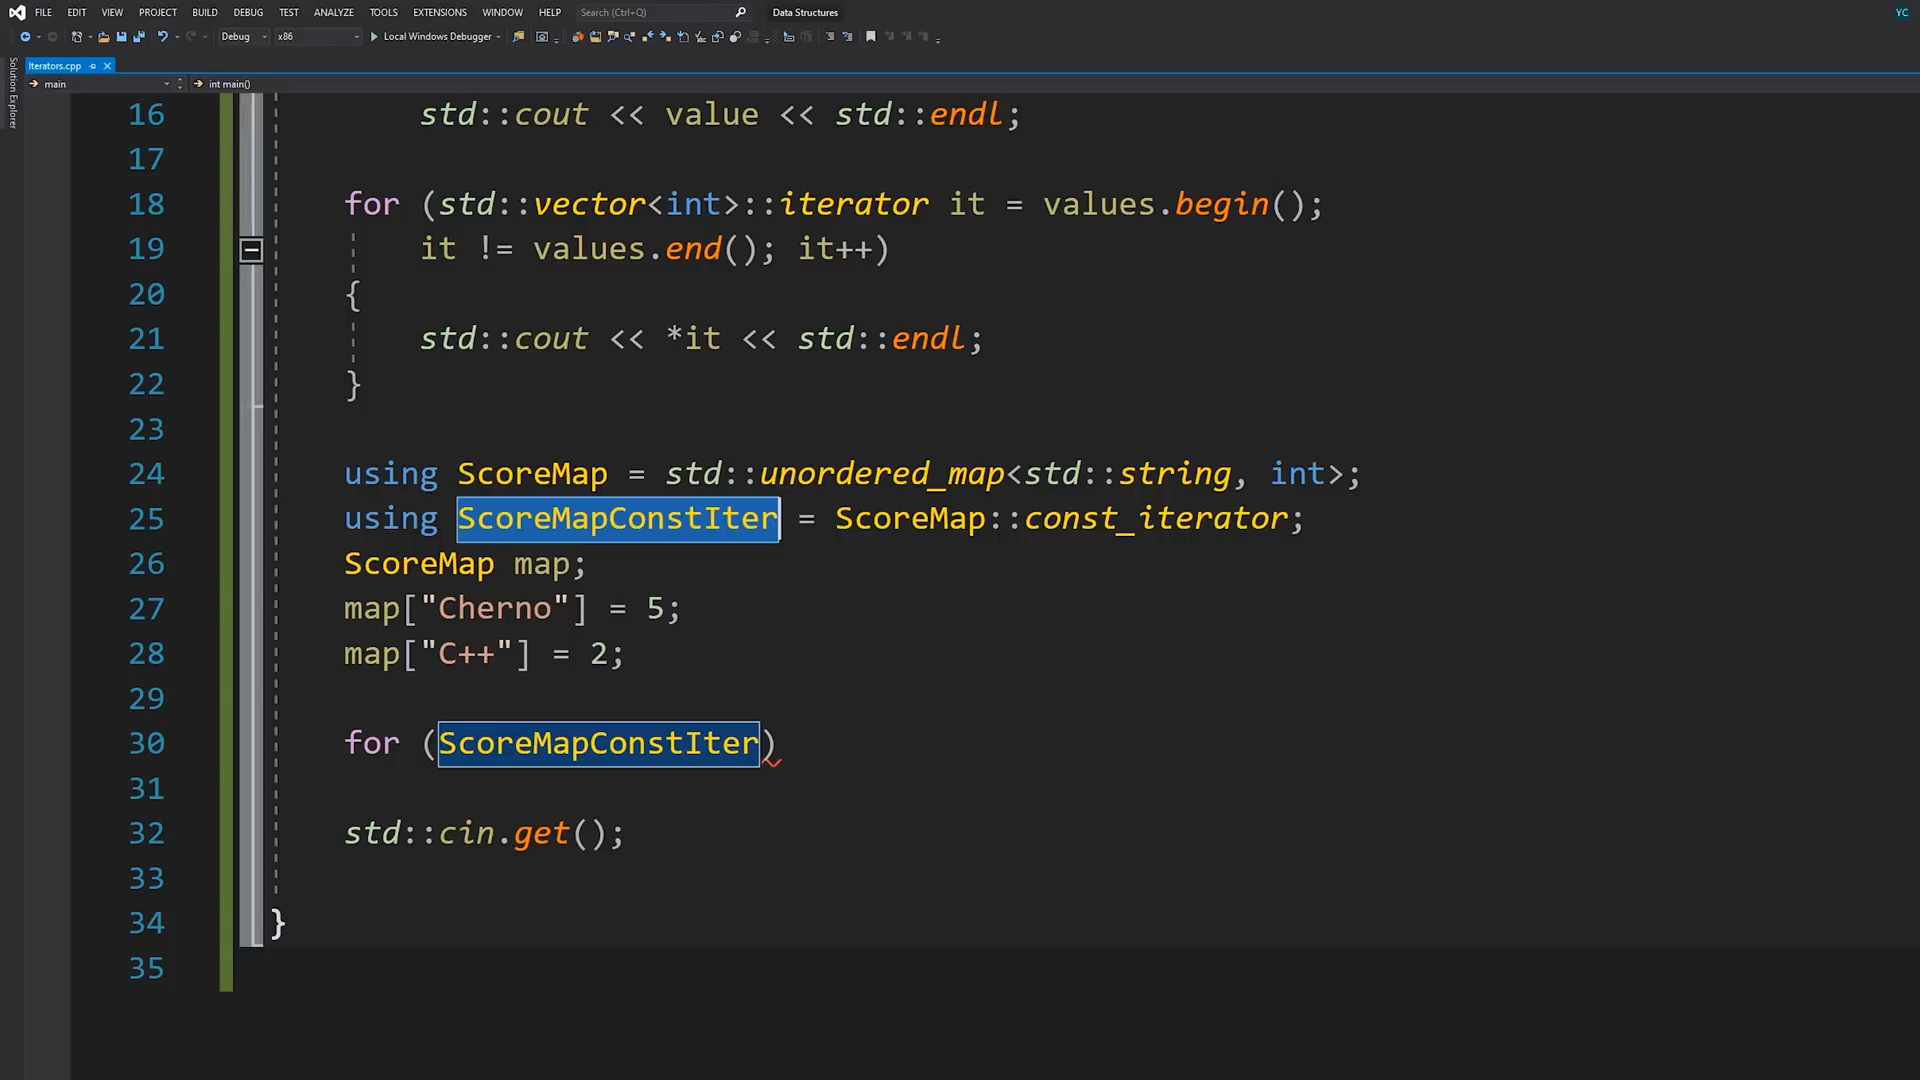 FILE EDIT VIEW PROJECT BUILD DEBUG TEST ANALYZE TOOLS EXTENSIONS WINDOW HELP Search (Ctrl+Q) Data Structures YC
Debug x86 Local Windows Debugger
Solution Explorer
Iterators.cpp
main int main()
16 std::cout << value << std::endl;
17
18 for (std::vector<int>::iterator it = values.begin();
19 it != values.end(); it++)
20 {
21 std::cout << *it << std::endl;
22 }
23
24 using ScoreMap = std::unordered_map<std::string, int>;
25 using ScoreMapConstIter = ScoreMap::const_iterator;
26 ScoreMap map;
27 map["Cherno"] = 5;
28 map["C++"] = 2;
29
30 for (ScoreMapConstIter)
31
32 std::cin.get();
33
34 }
35